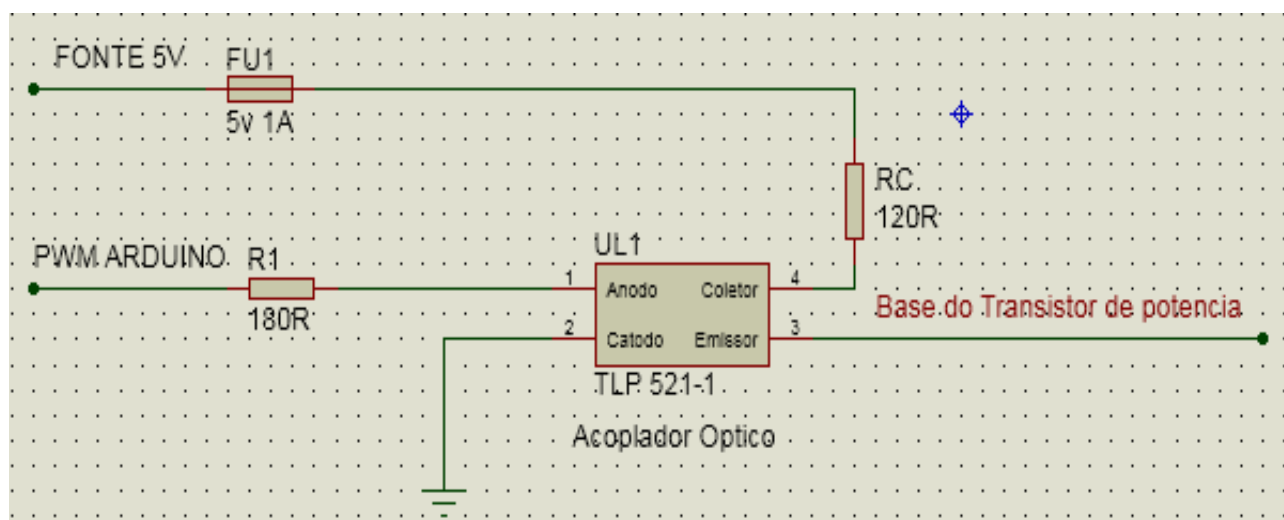 FONTE 5V
FU1
5v 1A
RC
120R
PWM ARDUINO
R1
180R
UL1
1
Anodo
Coletor
4
2
Catodo
Emissor
3
TLP 521-1
Base do Transistor de potencia
Acoplador Optico